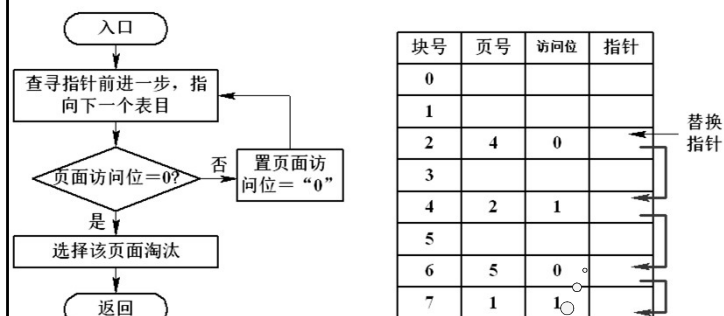 入口
查寻指针前进一步，指
向下一个表目
页面访问位＝0?
否
置页面访
问位＝“0”
是
选择该页面淘汰
返回
块号 页号 访问位 指针
0
1
2 4 0
3
4 2 1
5
6 5 0
7 1 1
替换
指针